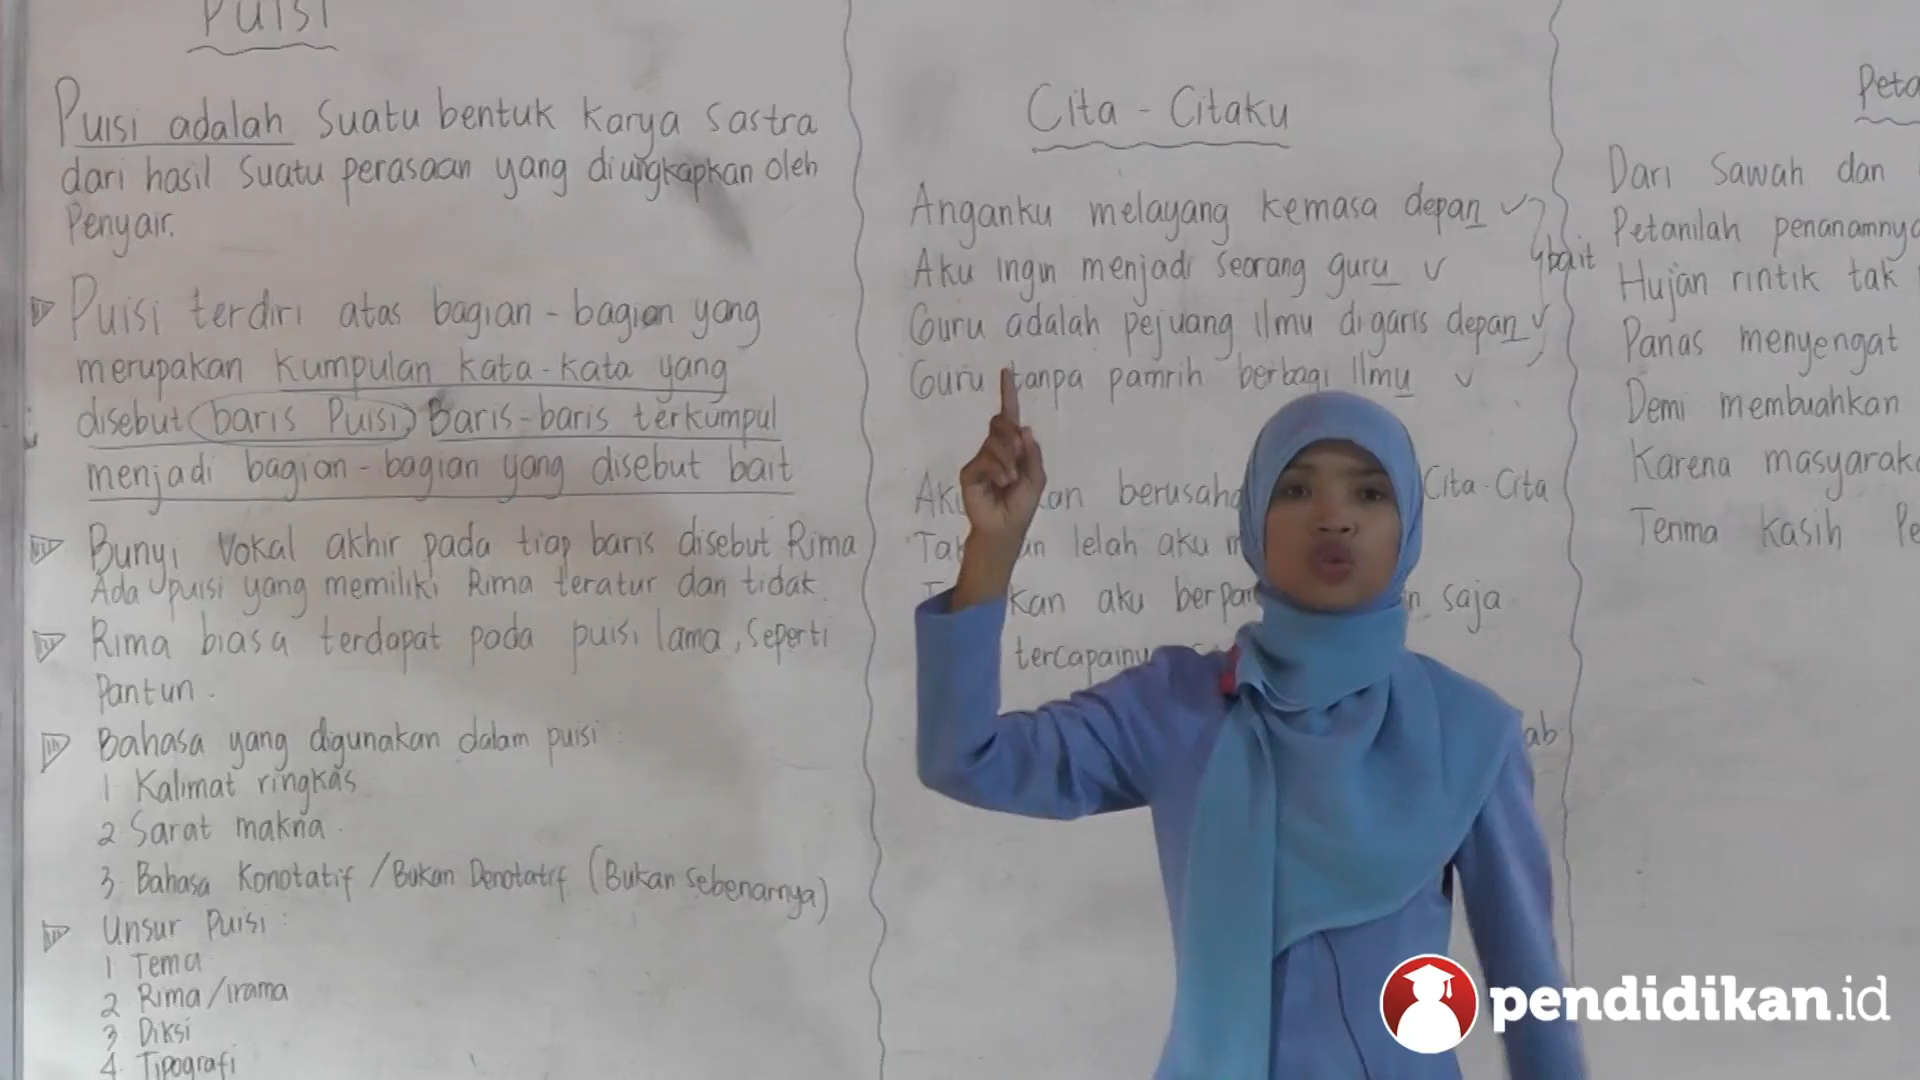 PUISI
Puisi adalah suatu bentuk karya sastra
dari hasil suatu perasaan yang diungkapkan oleh
Penyair.
Puisi terdiri atas bagian-bagian yang
merupakan kumpulan kata-kata yang
disebut (baris Puisi) Baris-baris terkumpul
menjadi bagian-bagian yang disebut bait
Bunyi vokal akhir pada tiap baris disebut Rima
Ada puisi yang memiliki Rima teratur dan tidak.
Rima biasa terdapat pada puisi lama, seperti
Pantun.
Bahasa yang digunakan dalam puisi :
1 Kalimat ringkas
2 Sarat makna.
3. Bahasa Konotatif / Bukan Denotatif (Bukan sebenarnya)
Unsur Puisi :
1 Tema
2 Rima/irama
3 Diksi
4. Tipografi
Cita - Citaku
Anganku melayang kemasa depan
Aku ingin menjadi seorang guru
Guru adalah pejuang ilmu digaris depan
Guru tanpa pamrih berbagi Ilmu
bait
berusaha Cita-Cita
lelah aku
kan aku saja
Dari Sawah dan
Petanilah penanamnya
Hujan rintik tak
Panas menyengat
Demi membuahkan
Karena
Terima Kasih
pendidikan.id